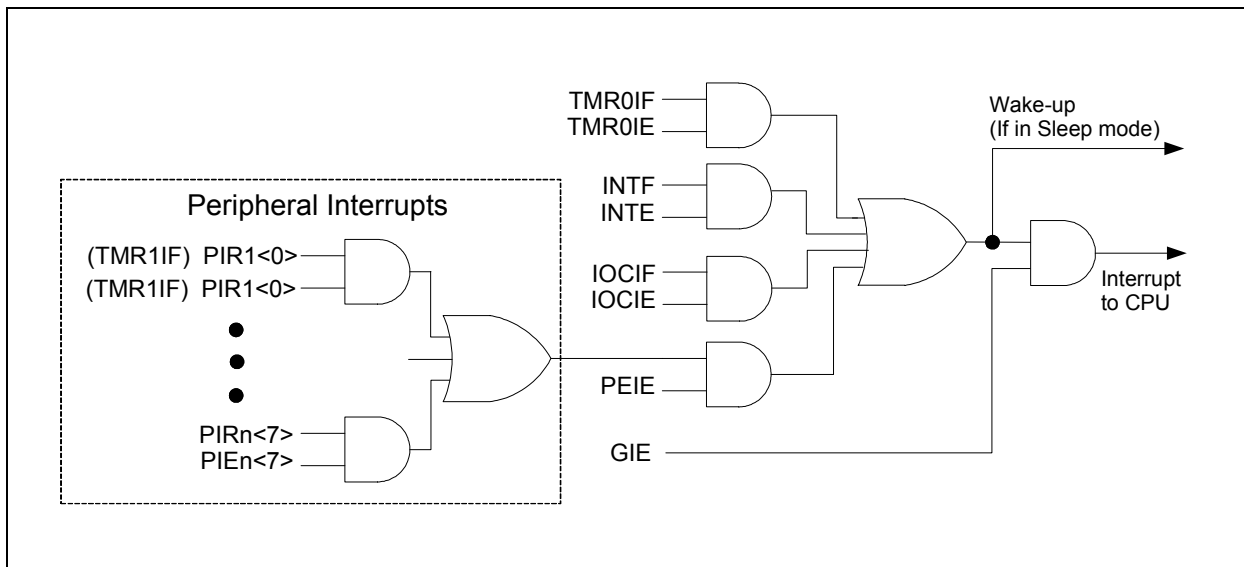 Peripheral Interrupts
(TMR1IF) PIR1<0>
(TMR1IF) PIR1<0>
PIRn<7>
PIEn<7>
TMR0IF
TMR0IE
INTF
INTE
IOCIF
IOCIE
PEIE
GIE
Wake-up
(If in Sleep mode)
Interrupt
to CPU